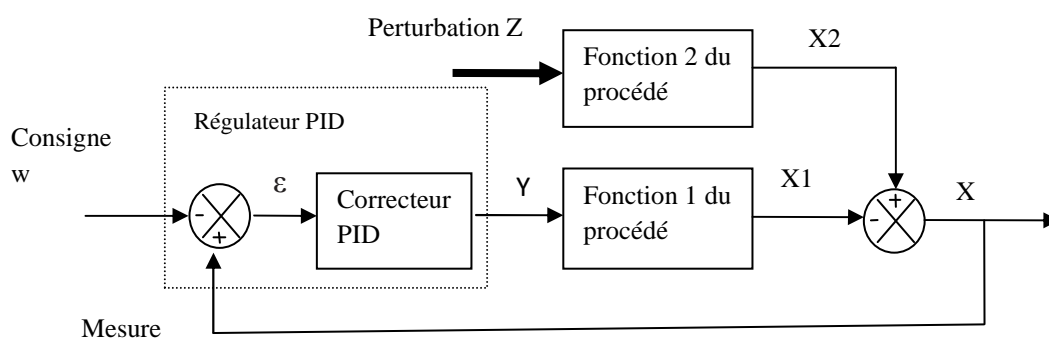 Perturbation Z
Fonction 2 du
procédé
X2
Consigne
w
Régulateur PID
-
+
ε
Correcteur
PID
Y
Fonction 1 du
procédé
X1
+
-
X
Mesure